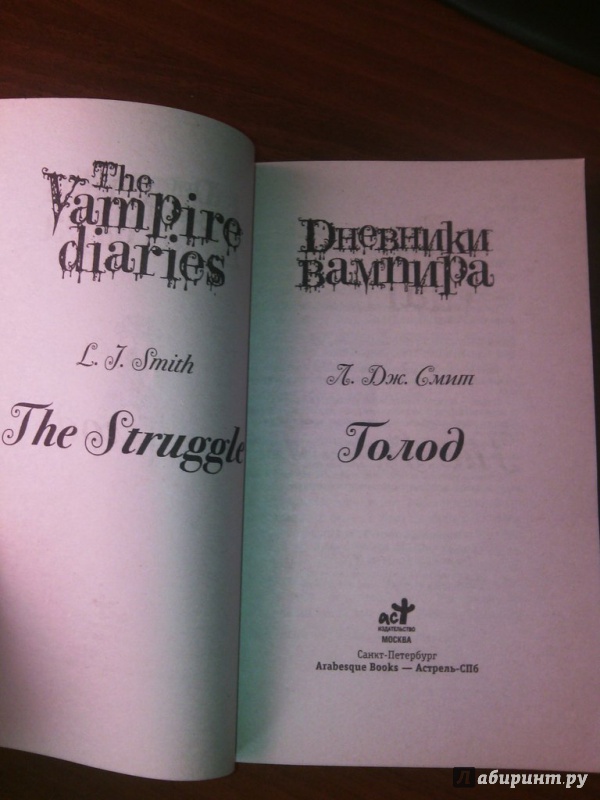 The
Vampire
diaries
L. J. Smith
The Struggle
Dневники
вампира
Л. Дж. Смит
Голод
аст
ИЗДАТЕЛЬСТВО
МОСКВА
Санкт-Петербург
Arabesque Books — Астрель-СПб
Л лабиринт.ру